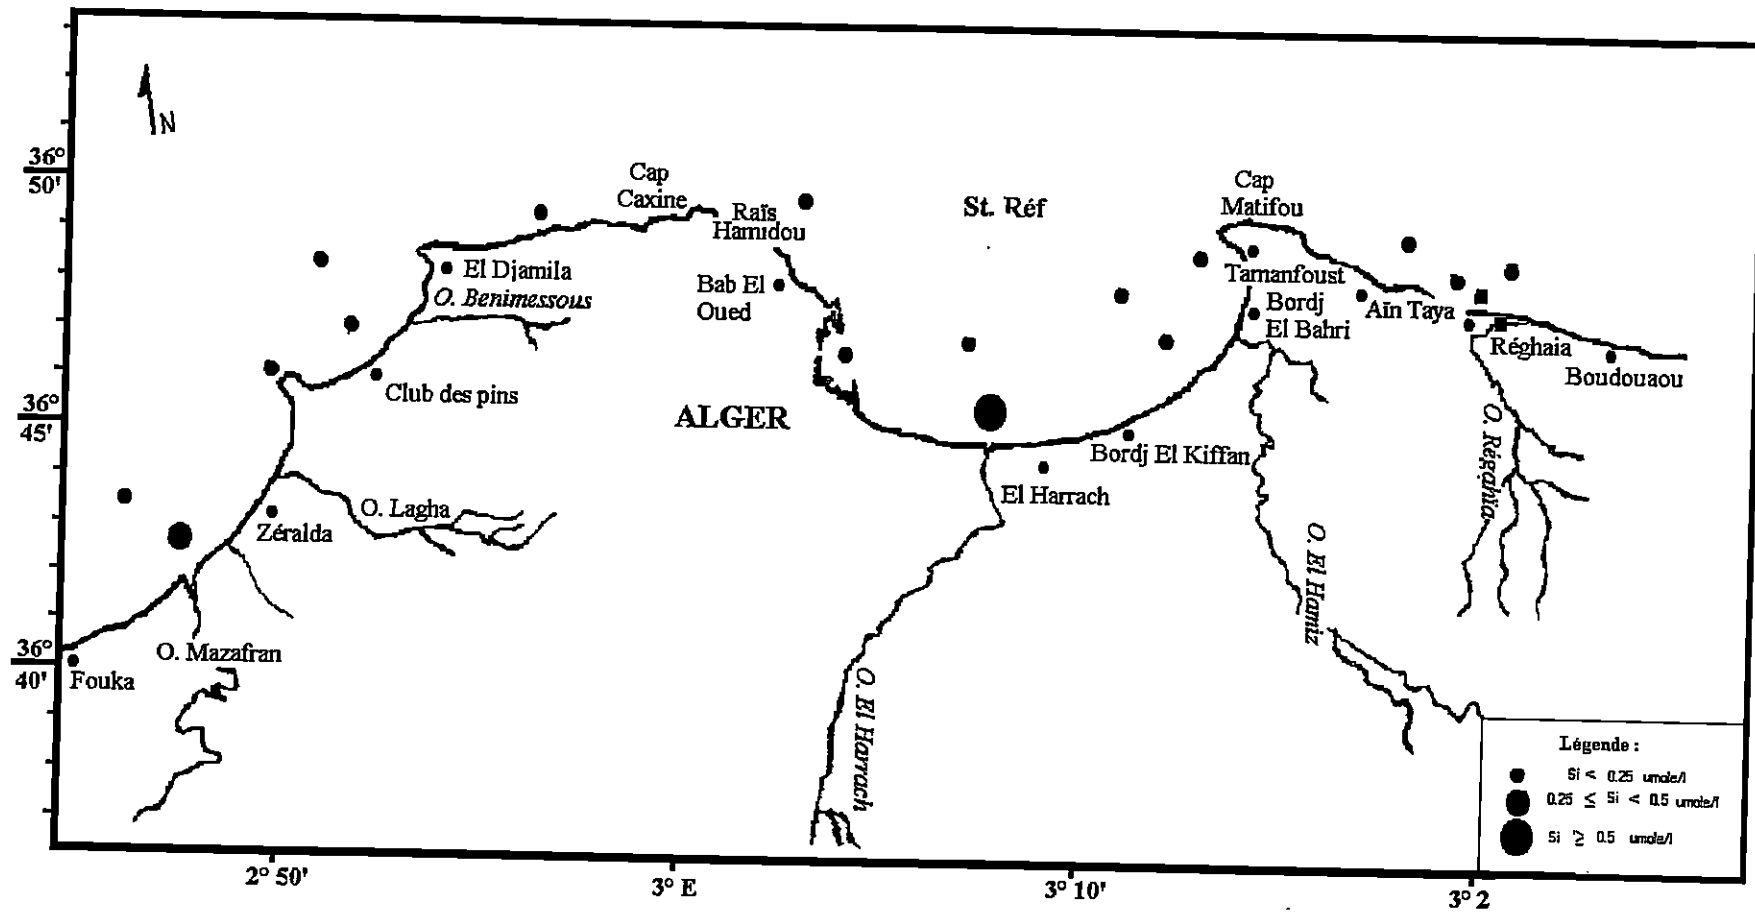 N
36°
50'
Cap
Caxine
Raïs
Hamidou
St. Réf
Cap
Matifou
El Djamila
O. Benimessous
Bab El
Oued
Tamanfoust
Bordj
El Bahri
Aïn Taya
Réghaia
Boudouaou
36°
45'
Club des pins
ALGER
Bordj El Kiffan
El Harrach
O. Régahia
Zéralda
O. Lagha
O. El Hamiz
36°
40'
Fouka
O. Mazafran
O. El Harrach
Légende :
Si < 0.25 umole/l
0.25 ≤ Si < 0.5 umole/l
Si ≥ 0.5 umole/l
2° 50'
3° E
3° 10'
3° 2